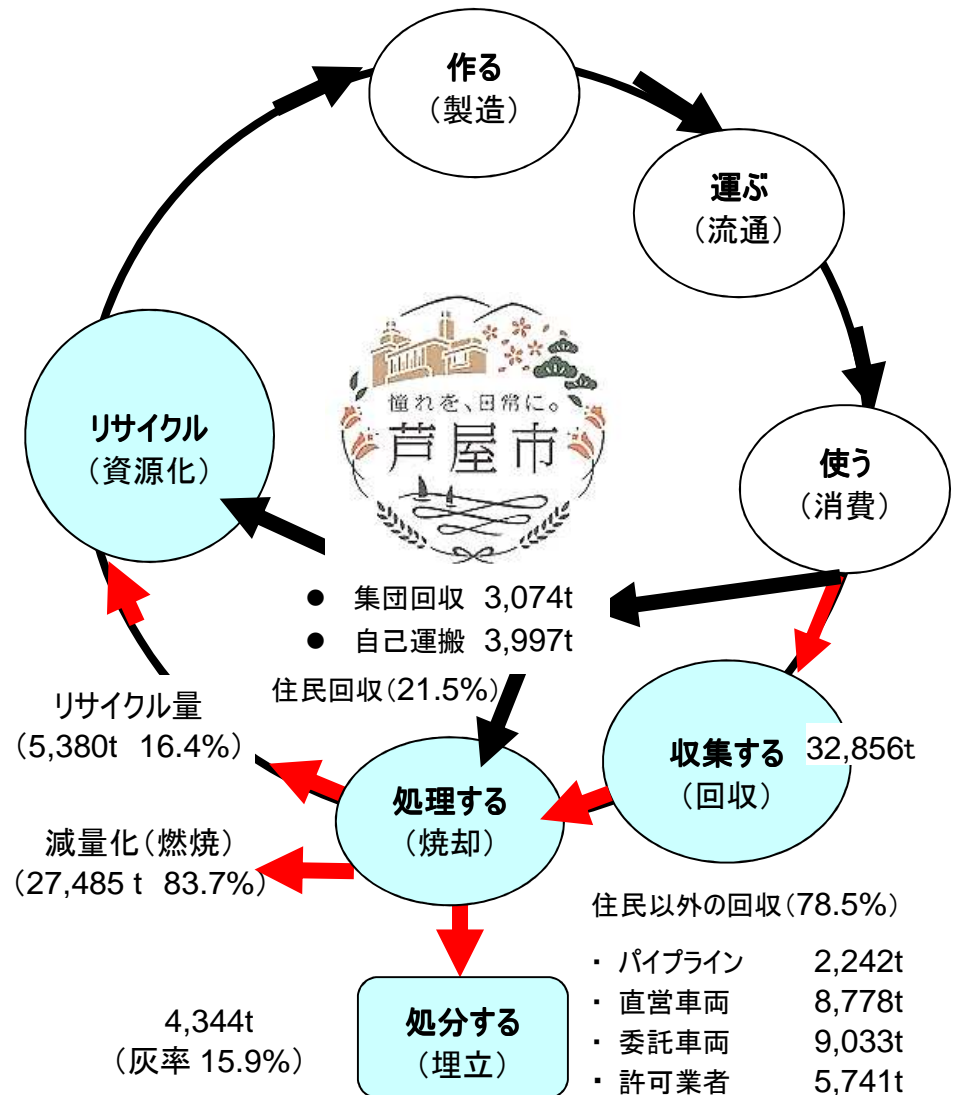 作る
（製造）
運ぶ
（流通）
憧れを、日常に。
芦屋市
リサイクル
（資源化）
使う
（消費）
● 集団回収 3,074t
● 自己運搬 3,997t
住民回収（21.5%）
リサイクル量
（5,380t 16.4%）
収集する
（回収）
32,856t
処理する
（焼却）
減量化（燃焼）
（27,485 t 83.7%）
住民以外の回収（78.5%）
・ パイプライン 2,242t
・ 直営車両 8,778t
・ 委託車両 9,033t
・ 許可業者 5,741t
4,344t
（灰率 15.9%）
処分する
（埋立）